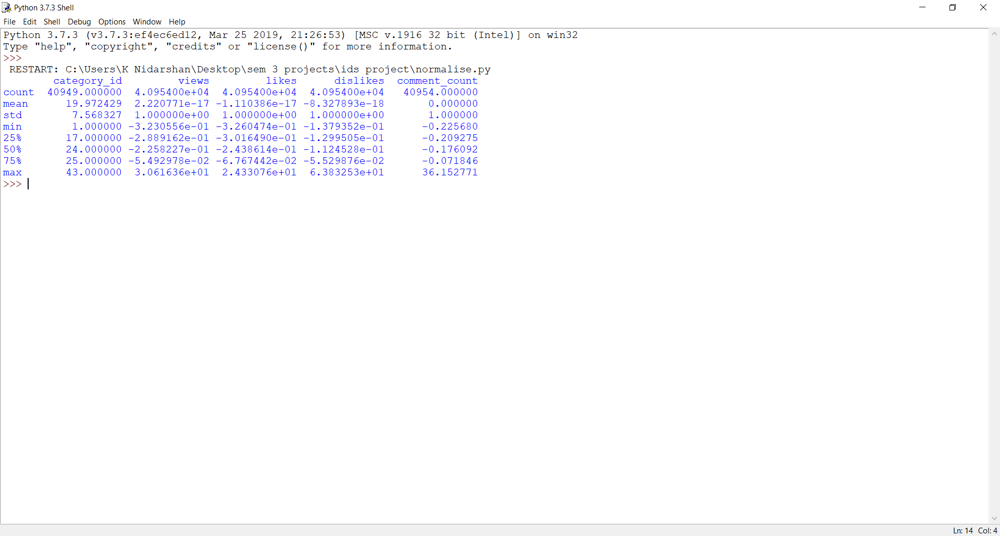 Python 3.7.3 Shell
File Edit Shell Debug Options Window Help
Python 3.7.3 (v3.7.3:ef4ec6ed12, Mar 25 2019, 21:26:53) [MSC v.1916 32 bit (Intel)] on win32
Type "help", "copyright", "credits" or "license()" for more information.
>>>
 RESTART: C:\Users\K Nidarshan\Desktop\sem 3 projects\ids project\normalise.py
        category_id         views         likes      dislikes  comment_count
count  40949.000000  4.095400e+04  4.095400e+04  4.095400e+04   40954.000000
mean      19.972429  2.220771e-17 -1.110386e-17 -8.327893e-18       0.000000
std        7.568327  1.000000e+00  1.000000e+00  1.000000e+00       1.000000
min        1.000000 -3.230556e-01 -3.260474e-01 -1.379352e-01      -0.225680
25%       17.000000 -2.889162e-01 -3.016490e-01 -1.299505e-01      -0.209275
50%       24.000000 -2.258227e-01 -2.438614e-01 -1.124528e-01      -0.176092
75%       25.000000 -5.492978e-02 -6.767442e-02 -5.529876e-02      -0.071846
max       43.000000  3.061636e+01  2.433076e+01  6.383253e+01      36.152771
>>>
Ln: 14 Col: 4